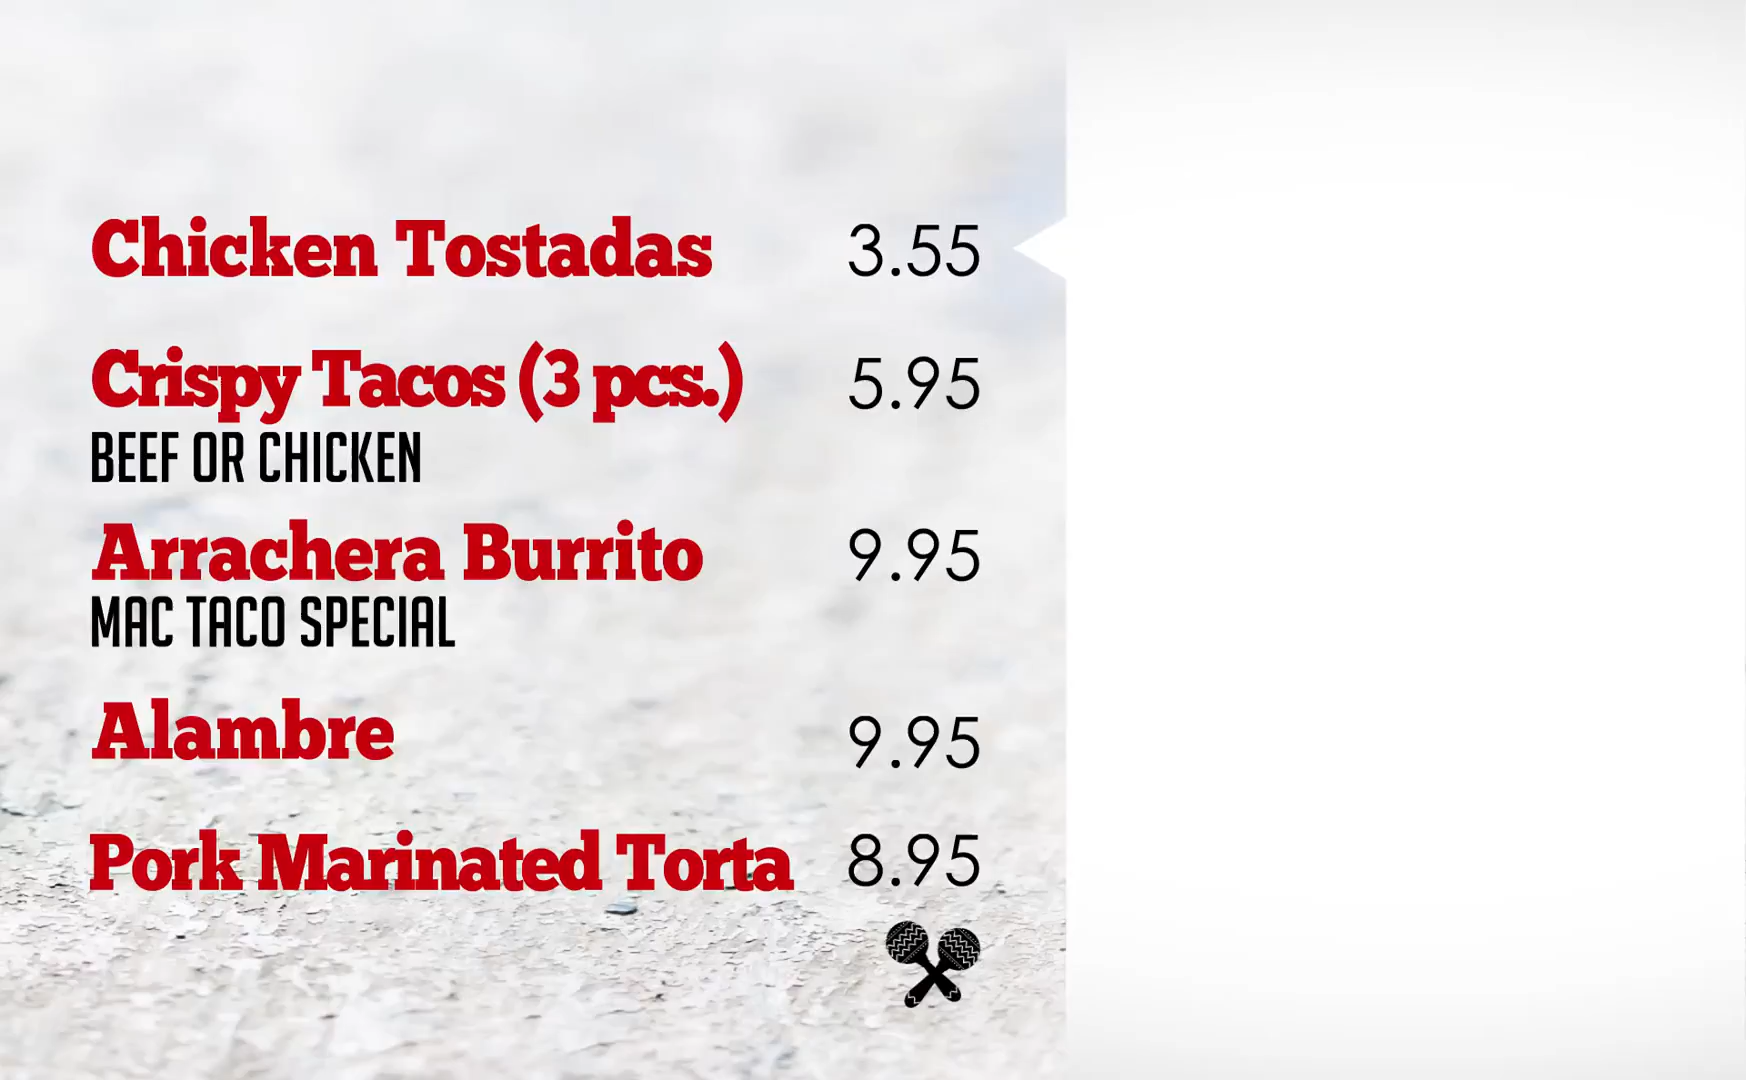 Chicken Tostadas 3.55
Crispy Tacos (3 pcs.) 5.95
BEEF OR CHICKEN
Arrachera Burrito 9.95
MAC TACO SPECIAL
Alambre 9.95
Pork Marinated Torta 8.95